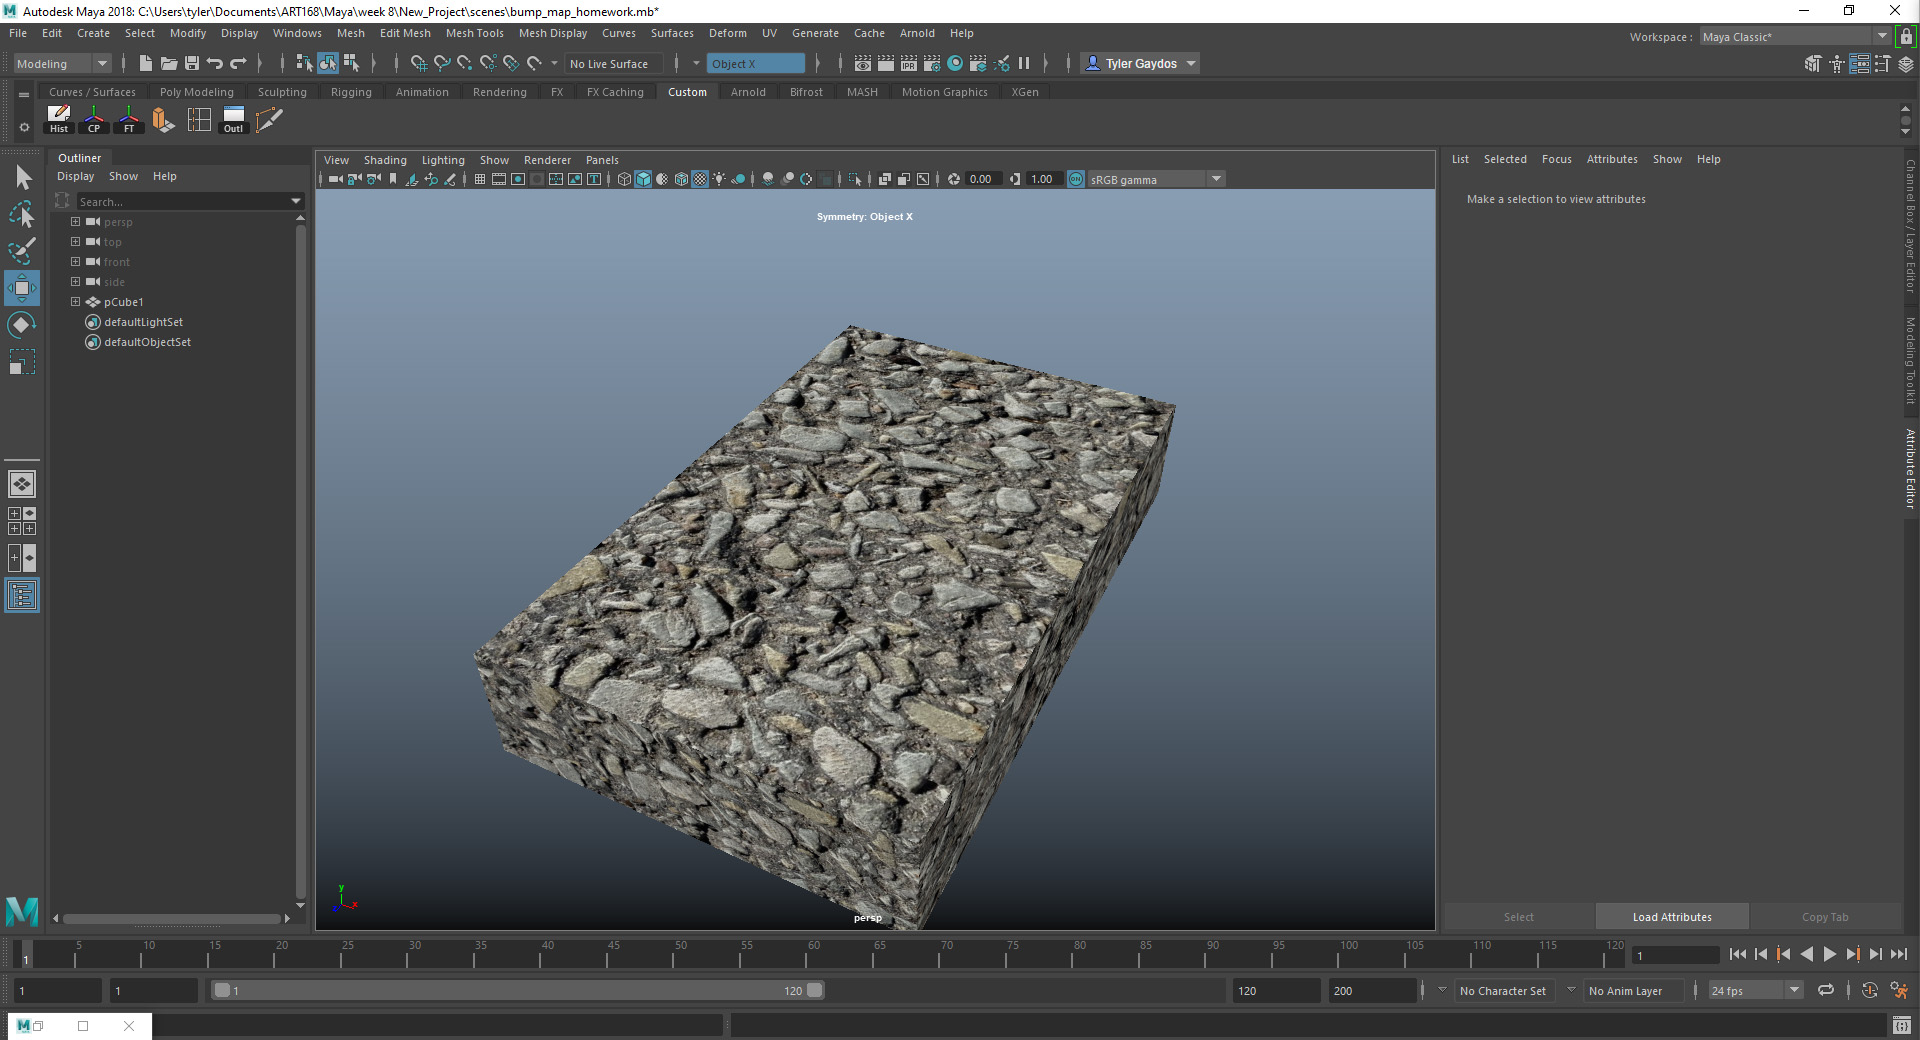 Autodesk Maya 2018: C:\Users\tyler\Documents\ART168\Maya\week 8\New_Project\scenes\bump_map_homework.mb*
File Edit Create Select Modify Display Windows Mesh Edit Mesh Mesh Tools Mesh Display Curves Surfaces Deform UV Generate Cache Arnold Help
Workspace : Maya Classic*
Modeling No Live Surface Object X IPR Tyler Gaydos
Curves / Surfaces Poly Modeling Sculpting Rigging Animation Rendering FX FX Caching Custom Arnold Bifrost MASH Motion Graphics XGen
Hist CP FT Outl
Outliner
Display Show Help
Search...
persp
top
front
side
pCube1
defaultLightSet
defaultObjectSet
View Shading Lighting Show Renderer Panels
0.00 1.00 ON sRGB gamma
Symmetry: Object X
y
x
persp
List Selected Focus Attributes Show Help
Make a selection to view attributes
Select Load Attributes Copy Tab
Channel Box / Layer Editor
Modeling Toolkit
Attribute Editor
5 10 15 20 25 30 35 40 45 50 55 60 65 70 75 80 85 90 95 100 105 110 115 120
1 1
1 1 1 120 120 200 No Character Set No Anim Layer 24 fps